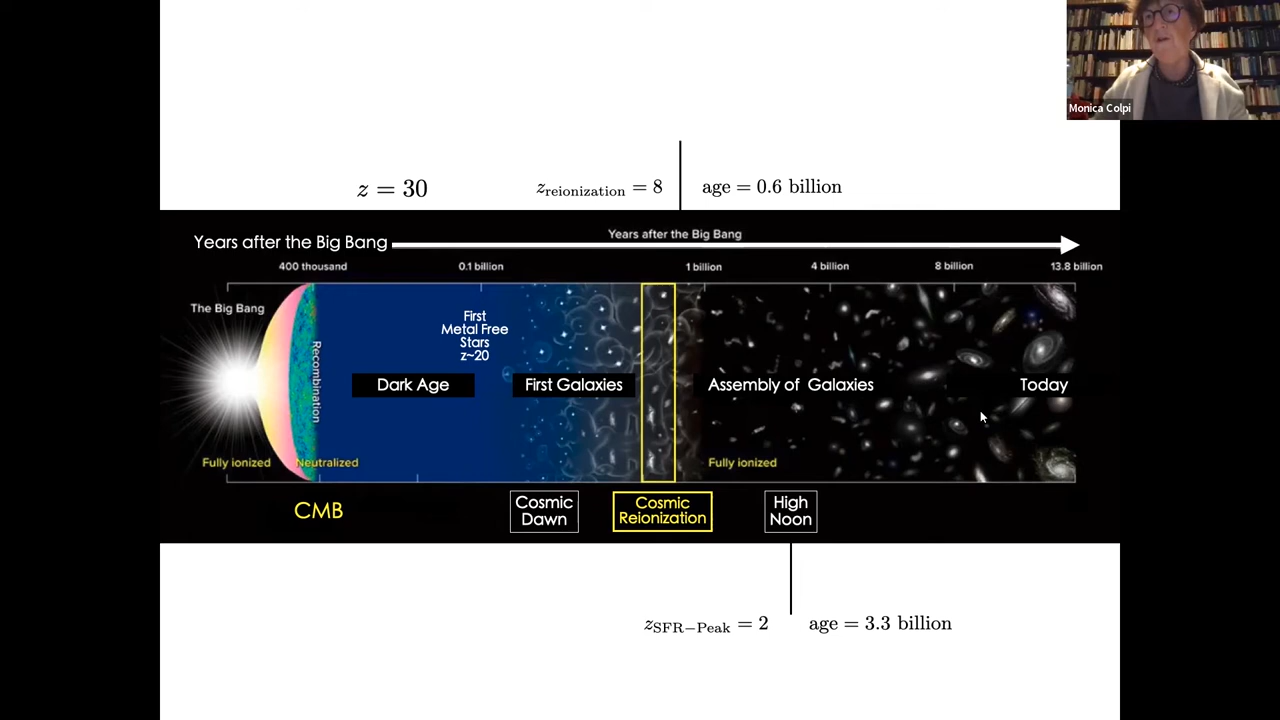 Monica Colpi
z = 30
z_reionization = 8
age = 0.6 billion
Years after the Big Bang
Years after the Big Bang
400 thousand
0.1 billion
1 billion
4 billion
8 billion
13.8 billion
The Big Bang
Recombination
First
Metal Free
Stars
z~20
Dark Age
First Galaxies
Assembly of Galaxies
Today
Fully ionized
Neutralized
Fully ionized
CMB
Cosmic
Dawn
Cosmic
Reionization
High
Noon
z_SFR−Peak = 2
age = 3.3 billion